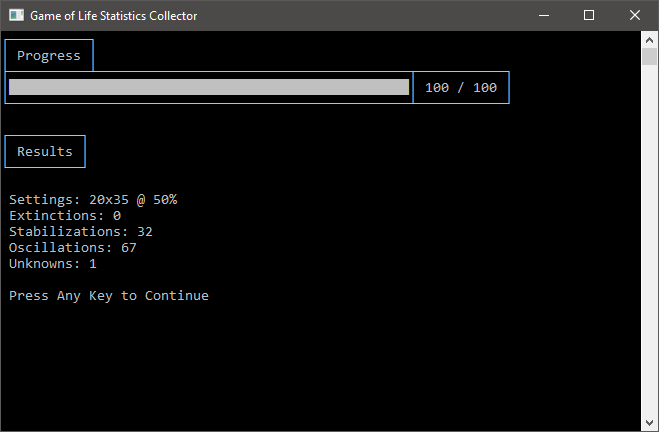 Game of Life Statistics Collector
Progress
100 / 100
Results
Settings: 20x35 @ 50%
Extinctions: 0
Stabilizations: 32
Oscillations: 67
Unknowns: 1
Press Any Key to Continue